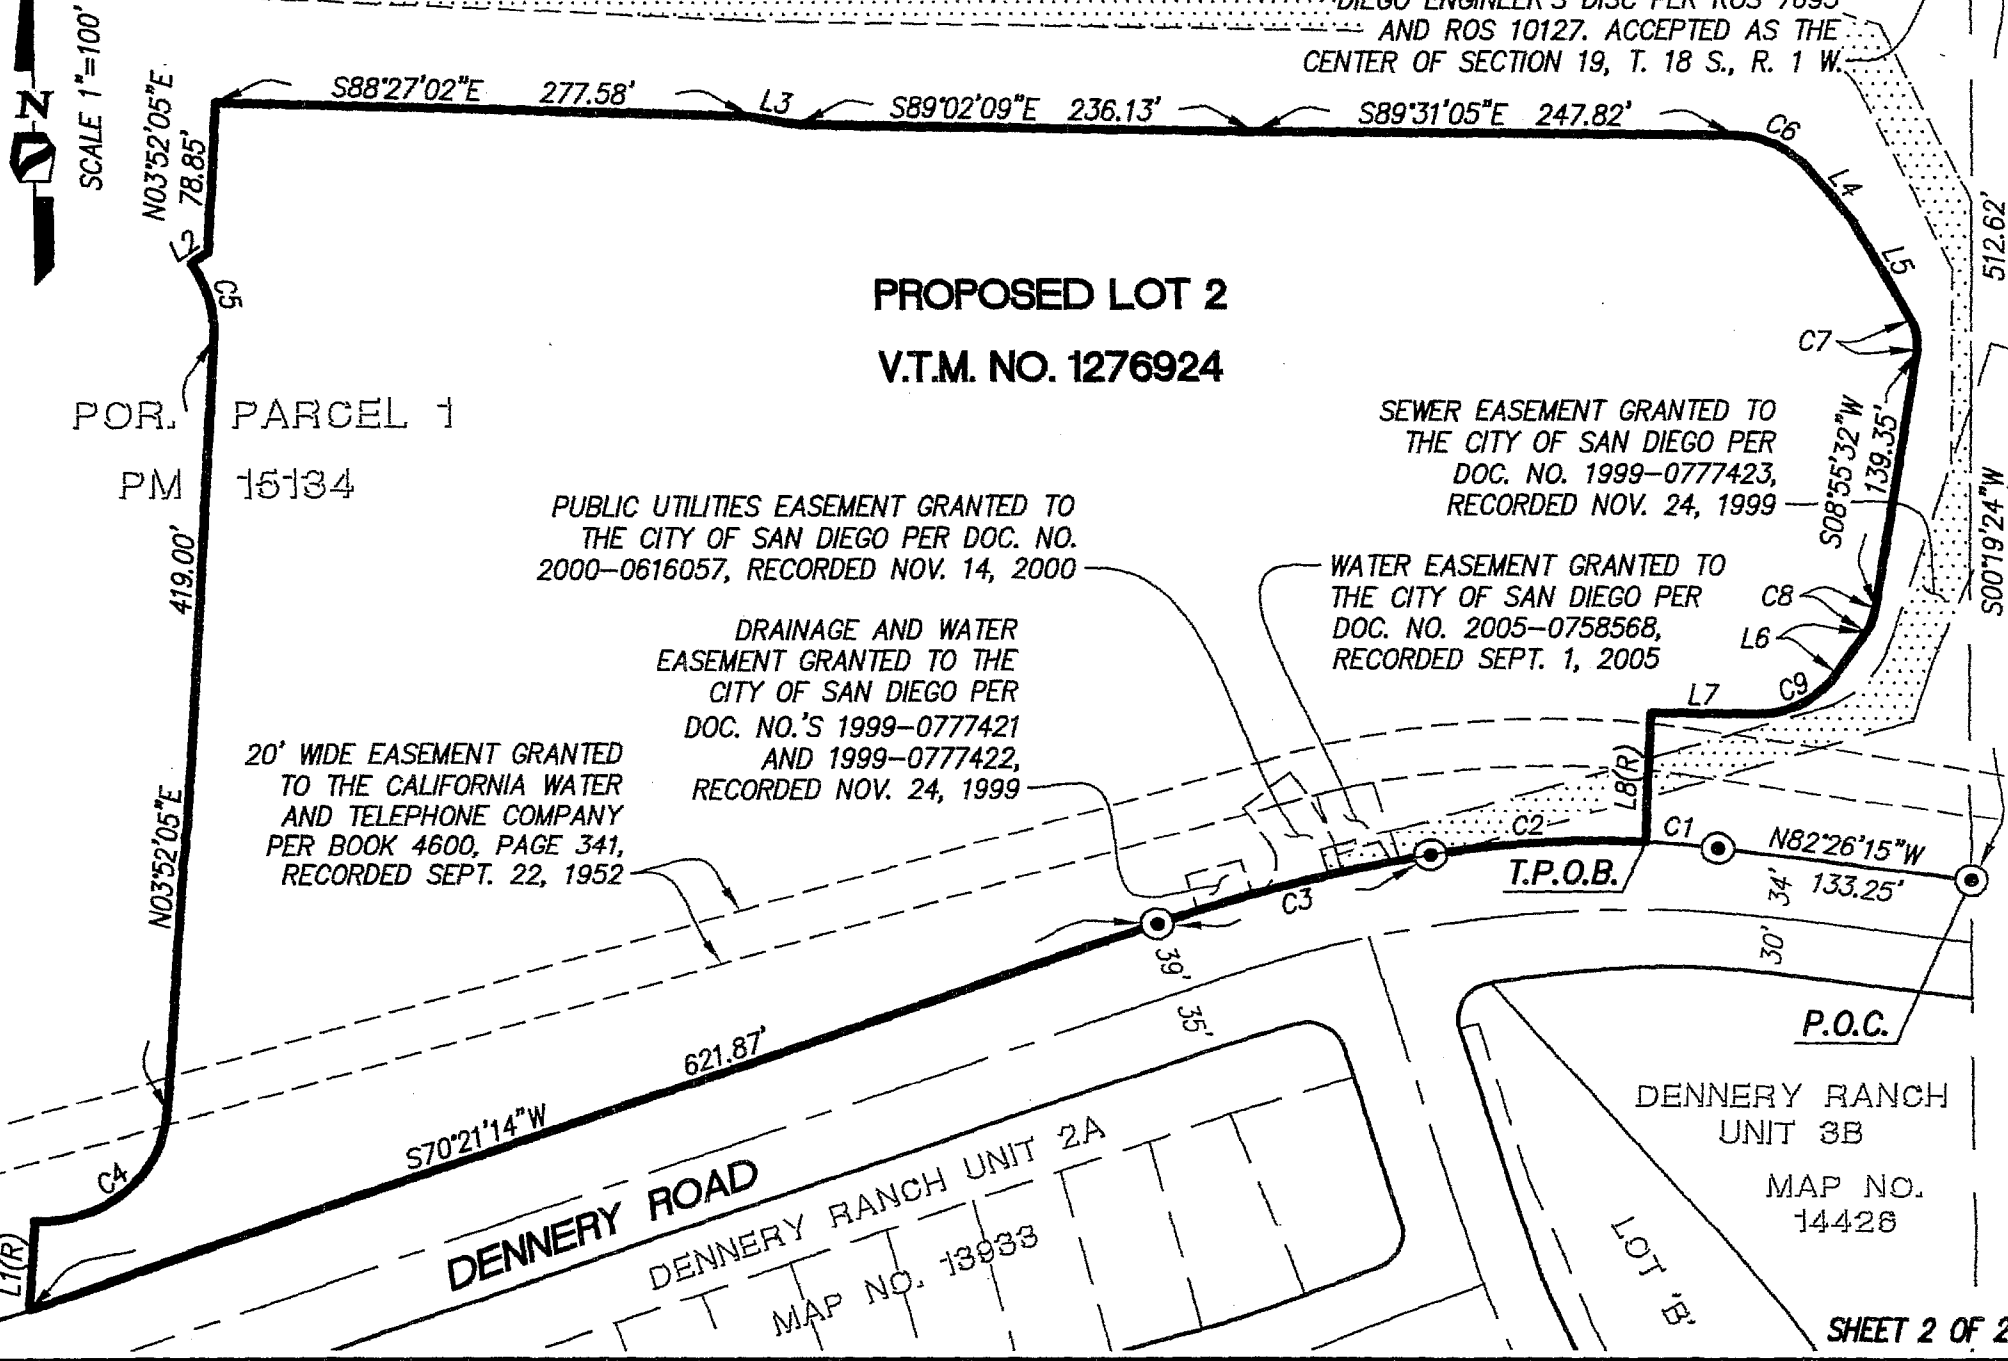 DIEGO ENGINEER'S DISC PER ROS 7695
AND ROS 10127. ACCEPTED AS THE
CENTER OF SECTION 19, T. 18 S., R. 1 W.
N
SCALE 1"=100'
N03°52'05"E
78.85'
S88°27'02"E 277.58'
L3
S89°02'09"E 236.13'
S89°31'05"E 247.82'
C6
L4
L5
L2
C5
512.62'
PROPOSED LOT 2
V.T.M. NO. 1276924
C7
POR. PARCEL 1
PM 15134
SEWER EASEMENT GRANTED TO
THE CITY OF SAN DIEGO PER
DOC. NO. 1999-0777423,
RECORDED NOV. 24, 1999
S08°55'32"W
139.35'
S00°19'24"W
PUBLIC UTILITIES EASEMENT GRANTED TO
THE CITY OF SAN DIEGO PER DOC. NO.
2000-0616057, RECORDED NOV. 14, 2000
WATER EASEMENT GRANTED TO
THE CITY OF SAN DIEGO PER
DOC. NO. 2005-0758568,
RECORDED SEPT. 1, 2005
C8
L6
419.00'
N03°52'05"E
DRAINAGE AND WATER
EASEMENT GRANTED TO THE
CITY OF SAN DIEGO PER
DOC. NO.'S 1999-0777421
AND 1999-0777422,
RECORDED NOV. 24, 1999
L7
C9
L8(R)
20' WIDE EASEMENT GRANTED
TO THE CALIFORNIA WATER
AND TELEPHONE COMPANY
PER BOOK 4600, PAGE 341,
RECORDED SEPT. 22, 1952
C2
C1
N82°26'15"W
133.25'
T.P.O.B.
C3
34'
30'
39'
35'
P.O.C.
621.87'
S70°21'14"W
C4
L1(R)
DENNERY ROAD
DENNERY RANCH UNIT 2A
MAP NO. 13933
DENNERY RANCH
UNIT 3B
MAP NO.
14426
LOT 'B'
SHEET 2 OF 2